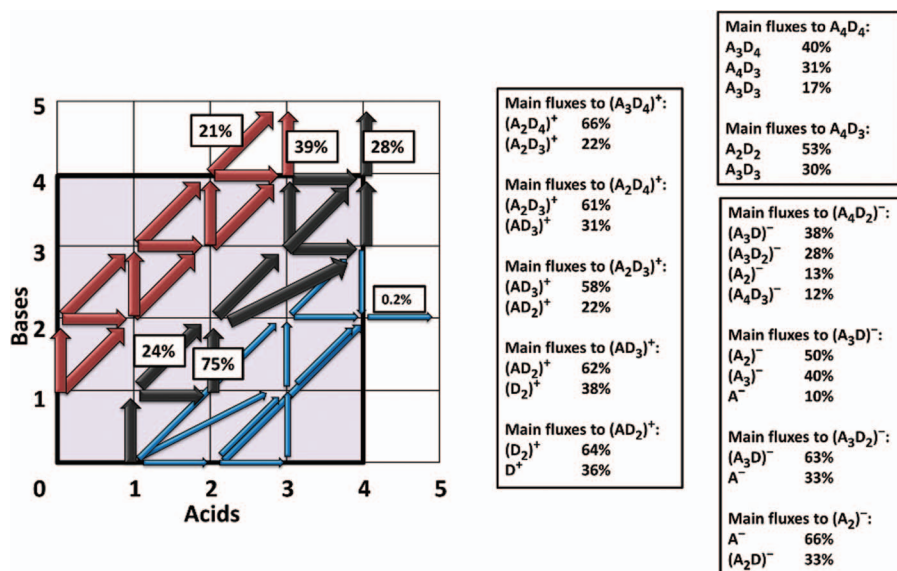 5
4
3
2
1
0
1
2
3
4
5
Bases
Acids
21%
39%
28%
0.2%
24%
75%
Main fluxes to (A₃D₄)⁺:
(A₂D₄)⁺ 66%
(A₂D₃)⁺ 22%
Main fluxes to (A₂D₄)⁺:
(A₂D₃)⁺ 61%
(AD₃)⁺ 31%
Main fluxes to (A₂D₃)⁺:
(AD₃)⁺ 58%
(AD₂)⁺ 22%
Main fluxes to (AD₃)⁺:
(AD₂)⁺ 62%
(D₂)⁺ 38%
Main fluxes to (AD₂)⁺:
(D₂)⁺ 64%
D⁺ 36%
Main fluxes to A₄D₄:
A₃D₄ 40%
A₄D₃ 31%
A₃D₃ 17%
Main fluxes to A₄D₃:
A₂D₂ 53%
A₃D₃ 30%
Main fluxes to (A₄D₂)⁻:
(A₃D)⁻ 38%
(A₃D₂)⁻ 28%
(A₂)⁻ 13%
(A₄D₃)⁻ 12%
Main fluxes to (A₃D)⁻:
(A₂)⁻ 50%
(A₃)⁻ 40%
A⁻ 10%
Main fluxes to (A₃D₂)⁻:
(A₃D)⁻ 63%
A⁻ 33%
Main fluxes to (A₂)⁻:
A⁻ 66%
(A₂D)⁻ 33%